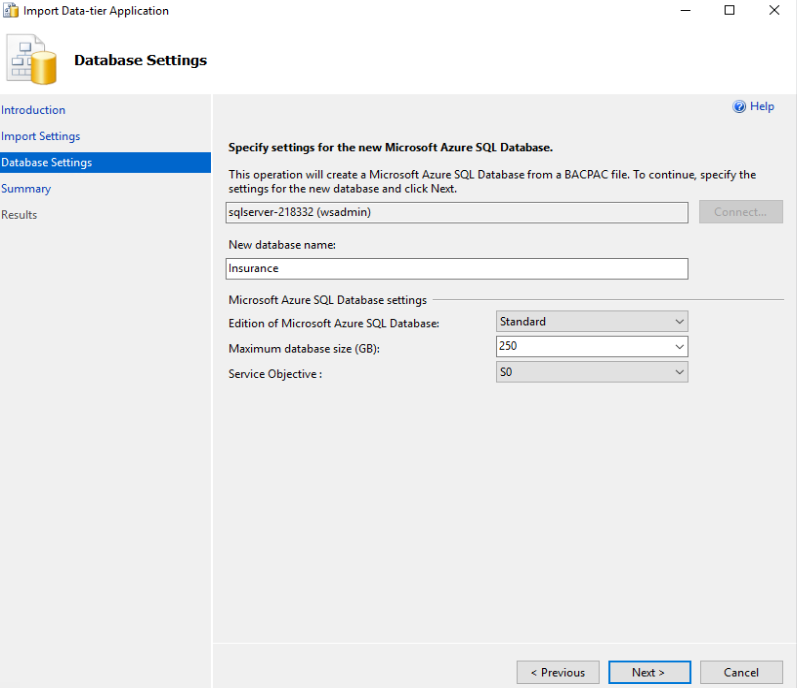 Import Data-tier Application
Database Settings
Help
Introduction
Import Settings
Database Settings
Summary
Results
Specify settings for the new Microsoft Azure SQL Database.
This operation will create a Microsoft Azure SQL Database from a BACPAC file. To continue, specify the
settings for the new database and click Next.
sqlserver-218332 (wsadmin)
Connect...
New database name:
Insurance
Microsoft Azure SQL Database settings
Edition of Microsoft Azure SQL Database:
Standard
Maximum database size (GB):
250
Service Objective :
S0
< Previous
Next >
Cancel